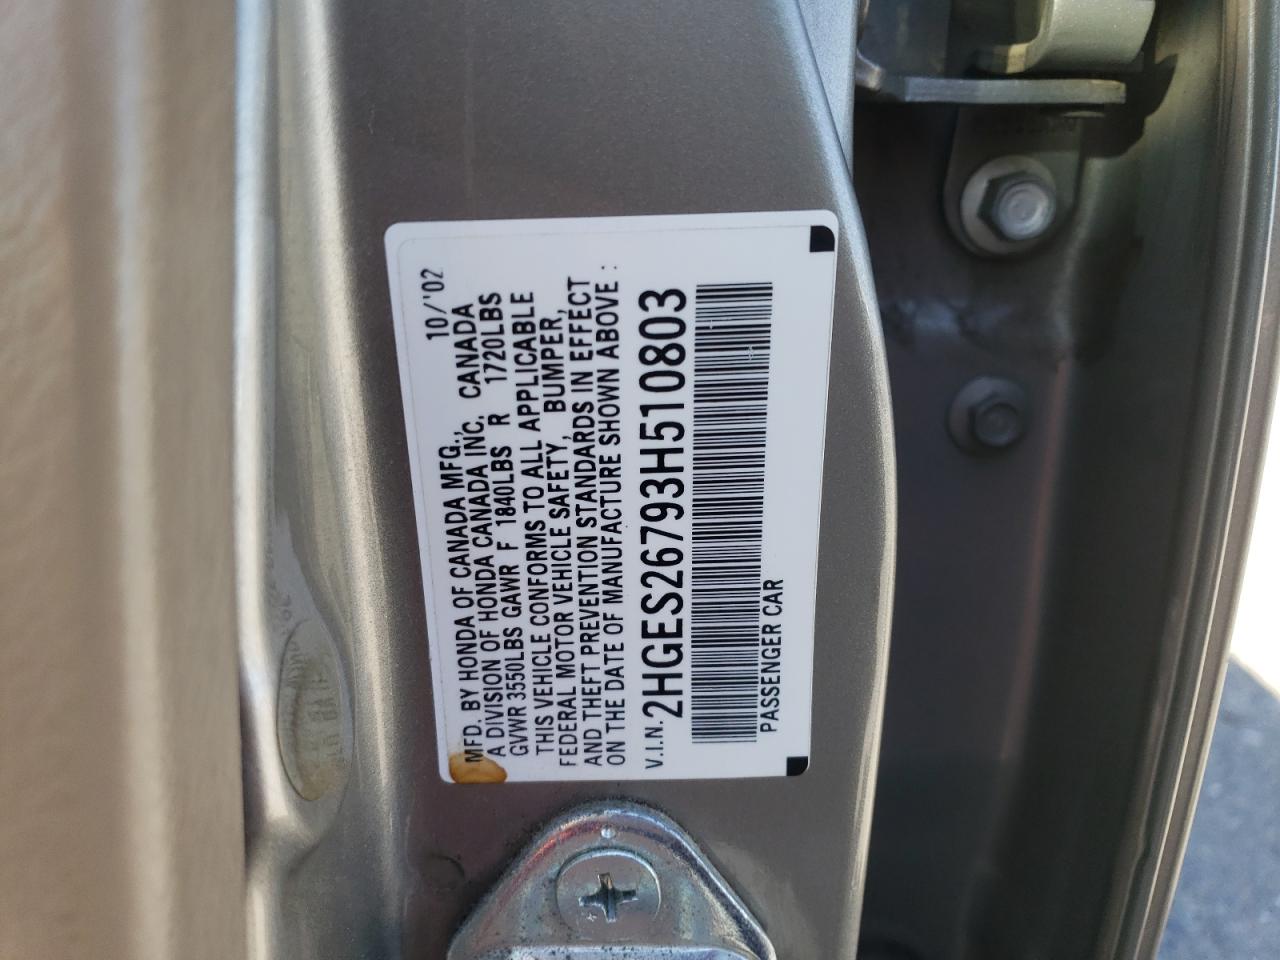 10/'02
MFD. BY HONDA OF CANADA MFG.,
A DIVISION OF HONDA CANADA INC. CANADA
GVWR 3550LBS GAWR F 1840LBS R 1720LBS
THIS VEHICLE CONFORMS TO ALL APPLICABLE
FEDERAL MOTOR VEHICLE SAFETY, BUMPER,
AND THEFT PREVENTION STANDARDS IN EFFECT
ON THE DATE OF MANUFACTURE SHOWN ABOVE :
V.I.N. 2HGES26793H510803
PASSENGER CAR